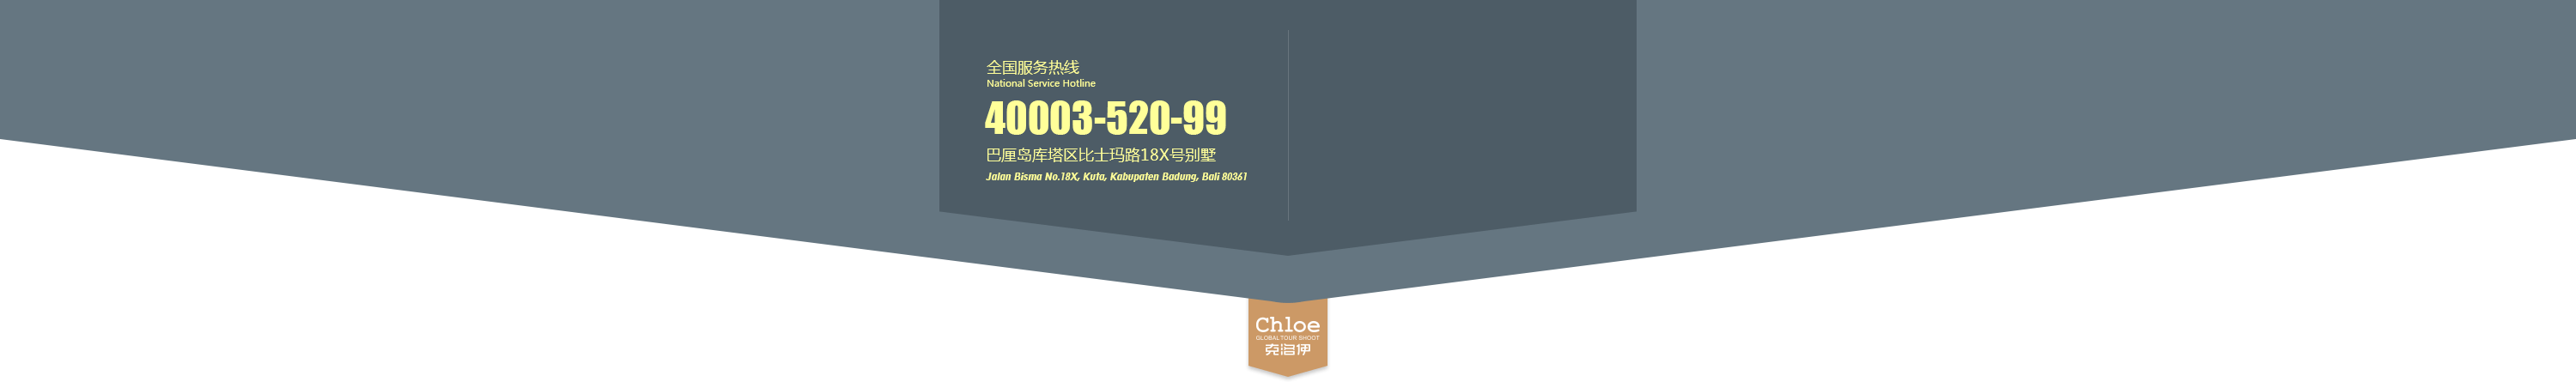 全国服务热线
National Service Hotline
40003-520-99
巴厘岛库塔区比士玛路18X号别墅
Jalan Bisma No.18X, Kuta, Kabupaten Badung, Bali 80361
Chloe
GLOBAL TOUR SHOOT
克洛伊